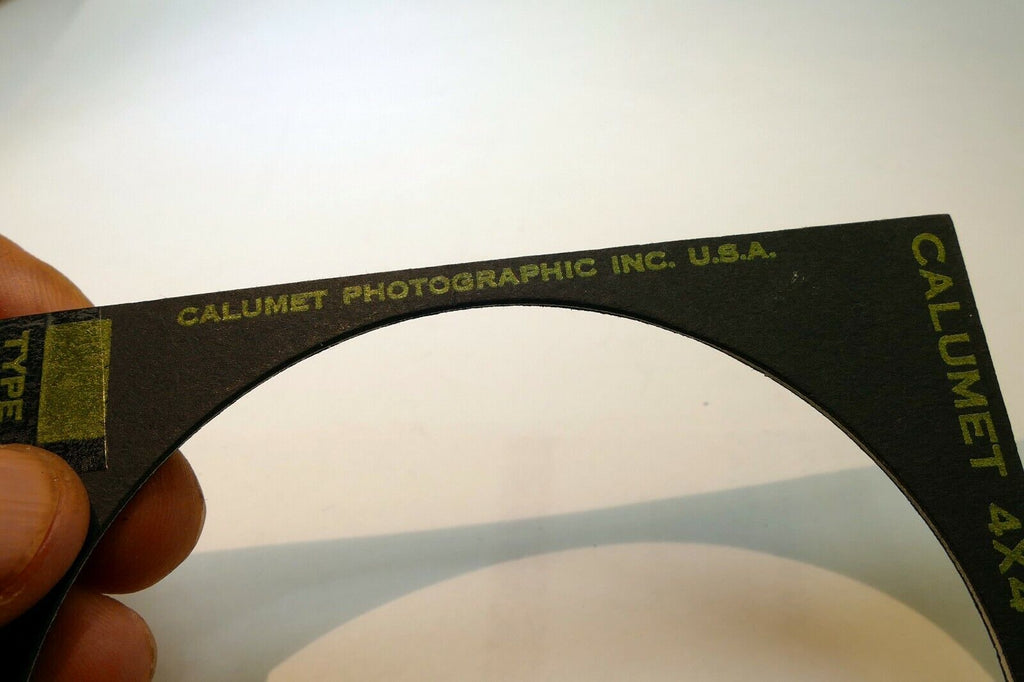 CALUMET PHOTOGRAPHIC INC. U.S.A.
CALUMET 4X4
TYPE